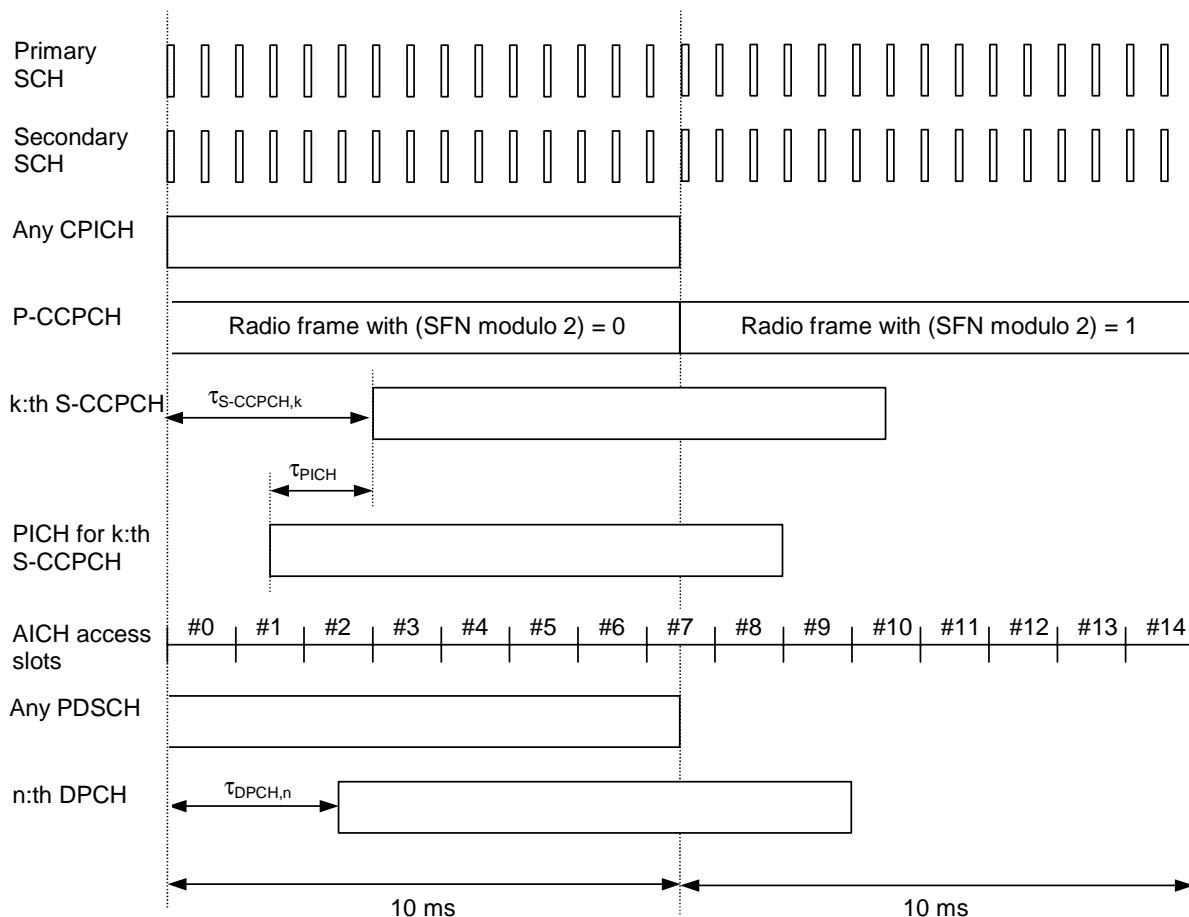 Primary
SCH
Secondary
SCH
Any CPICH
P-CCPCH
Radio frame with (SFN modulo 2) = 0
Radio frame with (SFN modulo 2) = 1
k:th S-CCPCH
τS-CCPCH,k
τPICH
PICH for k:th
S-CCPCH
AICH access
slots
#0 #1 #2 #3 #4 #5 #6 #7 #8 #9 #10 #11 #12 #13 #14
Any PDSCH
n:th DPCH
τDPCH,n
10 ms
10 ms